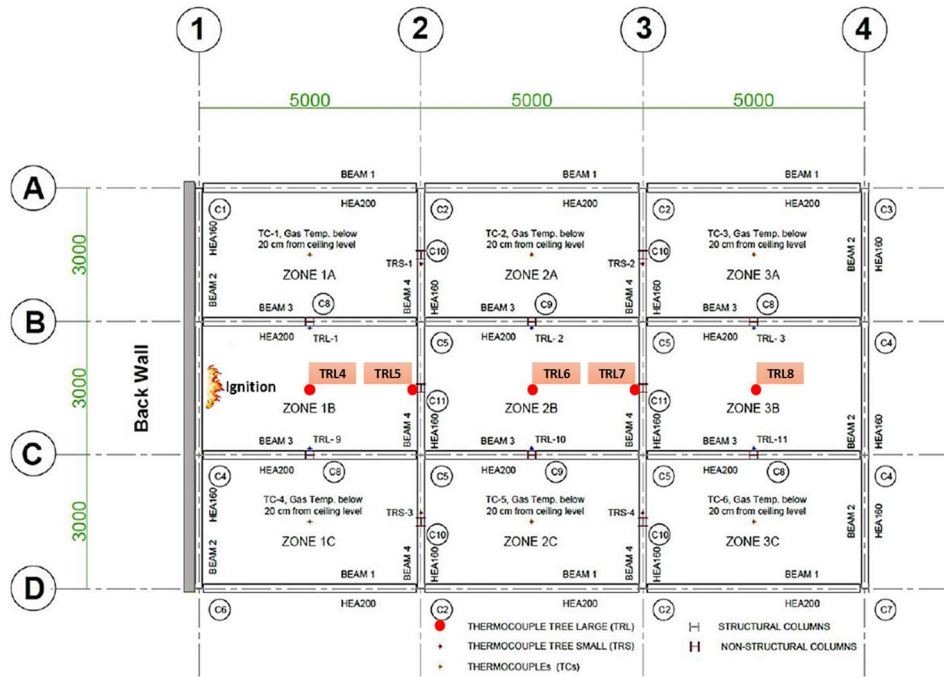 1 2 3 4
5000 5000 5000
A
BEAM 1 BEAM 1 BEAM 1
HEA200 HEA200 HEA200
C1 C2 C2 C3
TC-1, Gas Temp. below
20 cm from ceiling level
TC-2, Gas Temp. below
20 cm from ceiling level
TC-3, Gas Temp. below
20 cm from ceiling level
HEA160
BEAM 2
ZONE 1A
TRS-1
C10
BEAM 4
HEA160
ZONE 2A
TRS-2
C10
BEAM 4
HEA160
ZONE 3A
BEAM 2
HEA160
3000
BEAM 3 C8 BEAM 3 C9 BEAM 3 C8
B
HEA200 TRL-1 C5 HEA200 TRL- 2 C5 HEA200 TRL- 3 C4
Back Wall
3000
Ignition
TRL4 TRL5 TRL6 TRL7 TRL8
ZONE 1B
C11
BEAM 4
HEA160
ZONE 2B
C11
BEAM 4
HEA160
ZONE 3B
BEAM 2
HEA160
BEAM 3 TRL- 9 BEAM 3 TRL-10 BEAM 3 TRL-11
C
C4 HEA200 C8 C5 HEA200 C9 C5 HEA200 C8 C4
TC-4, Gas Temp. below
20 cm from ceiling level
TC-5, Gas Temp. below
20 cm from ceiling level
TC-6, Gas Temp. below
20 cm from ceiling level
3000
HEA160
BEAM 2
ZONE 1C
TRS-3
C10
BEAM 4
HEA160
ZONE 2C
TRS-4
C10
BEAM 4
HEA160
ZONE 3C
BEAM 2
HEA160
BEAM 1 BEAM 1 BEAM 1
D
C6 HEA200 C2 HEA200 C2 HEA200 C7
THERMOCOUPLE TREE LARGE (TRL)
THERMOCOUPLE TREE SMALL (TRS)
THERMOCOUPLEs (TCs)
STRUCTURAL COLUMNS
NON-STRUCTURAL COLUMNS